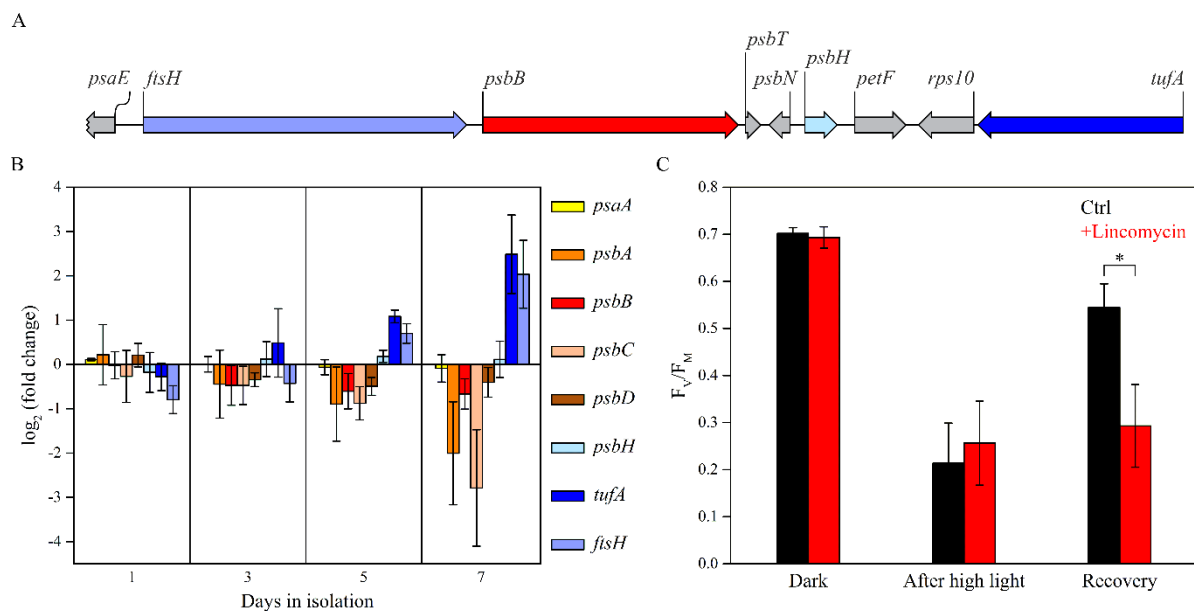 A
psaE
ftsH
psbB
psbT
psbN
psbH
petF
rps10
tufA
B
log2 (fold change)
4
3
2
1
0
-1
-2
-3
-4
1
3
5
7
Days in isolation
psaA
psbA
psbB
psbC
psbD
psbH
tufA
ftsH
C
FV/FM
0.8
0.7
0.6
0.5
0.4
0.3
0.2
0.1
0.0
Ctrl
+Lincomycin
*
Dark
After high light
Recovery